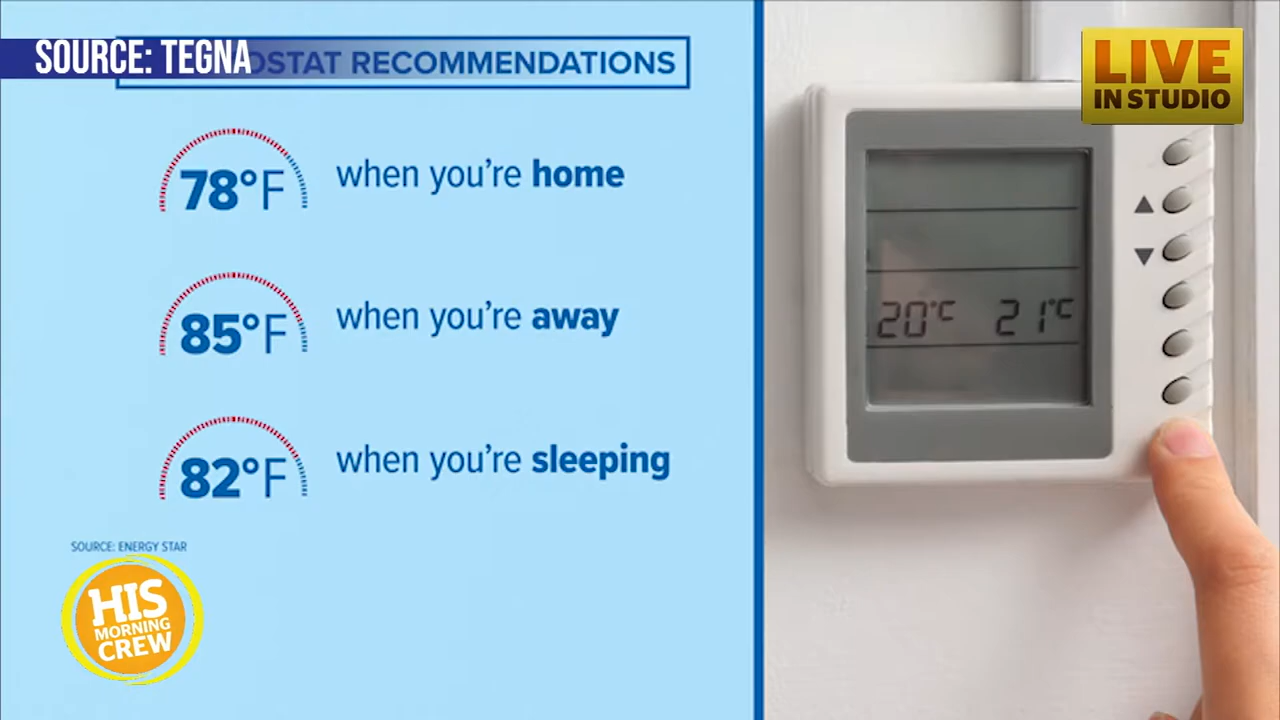 SOURCE: TEGNA
OSTAT RECOMMENDATIONS
LIVE
IN STUDIO
78°F when you're home
85°F when you're away
82°F when you're sleeping
20°C 21°C
SOURCE: ENERGY STAR
HIS
MORNING
CREW